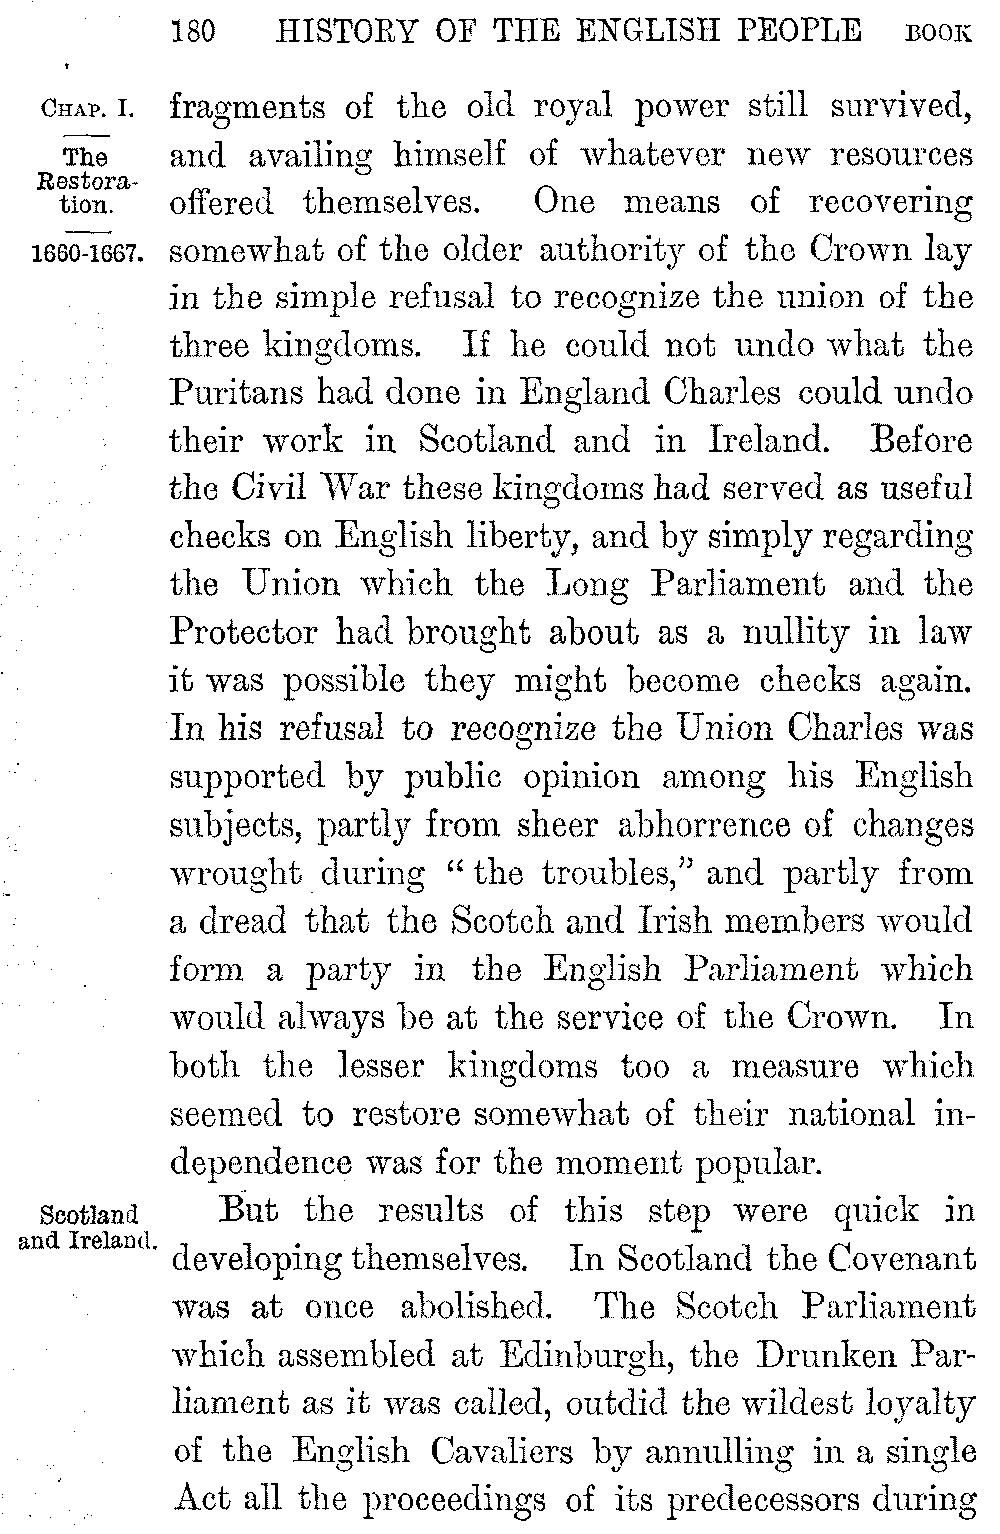 180 HISTORY OF THE ENGLISH PEOPLE BOOK
CHAP. I.
The
Restora-
tion.
1660-1667.
fragments of the old royal power still survived,
and availing himself of whatever new resources
offered themselves. One means of recovering
somewhat of the older authority of the Crown lay
in the simple refusal to recognize the union of the
three kingdoms. If he could not undo what the
Puritans had done in England Charles could undo
their work in Scotland and in Ireland. Before
the Civil War these kingdoms had served as useful
checks on English liberty, and by simply regarding
the Union which the Long Parliament and the
Protector had brought about as a nullity in law
it was possible they might become checks again.
In his refusal to recognize the Union Charles was
supported by public opinion among his English
subjects, partly from sheer abhorrence of changes
wrought during “ the troubles,” and partly from
a dread that the Scotch and Irish members would
form a party in the English Parliament which
would always be at the service of the Crown. In
both the lesser kingdoms too a measure which
seemed to restore somewhat of their national in-
dependence was for the moment popular.
Scotland
and Ireland.
But the results of this step were quick in
developing themselves. In Scotland the Covenant
was at once abolished. The Scotch Parliament
which assembled at Edinburgh, the Drunken Par-
liament as it was called, outdid the wildest loyalty
of the English Cavaliers by annulling in a single
Act all the proceedings of its predecessors during